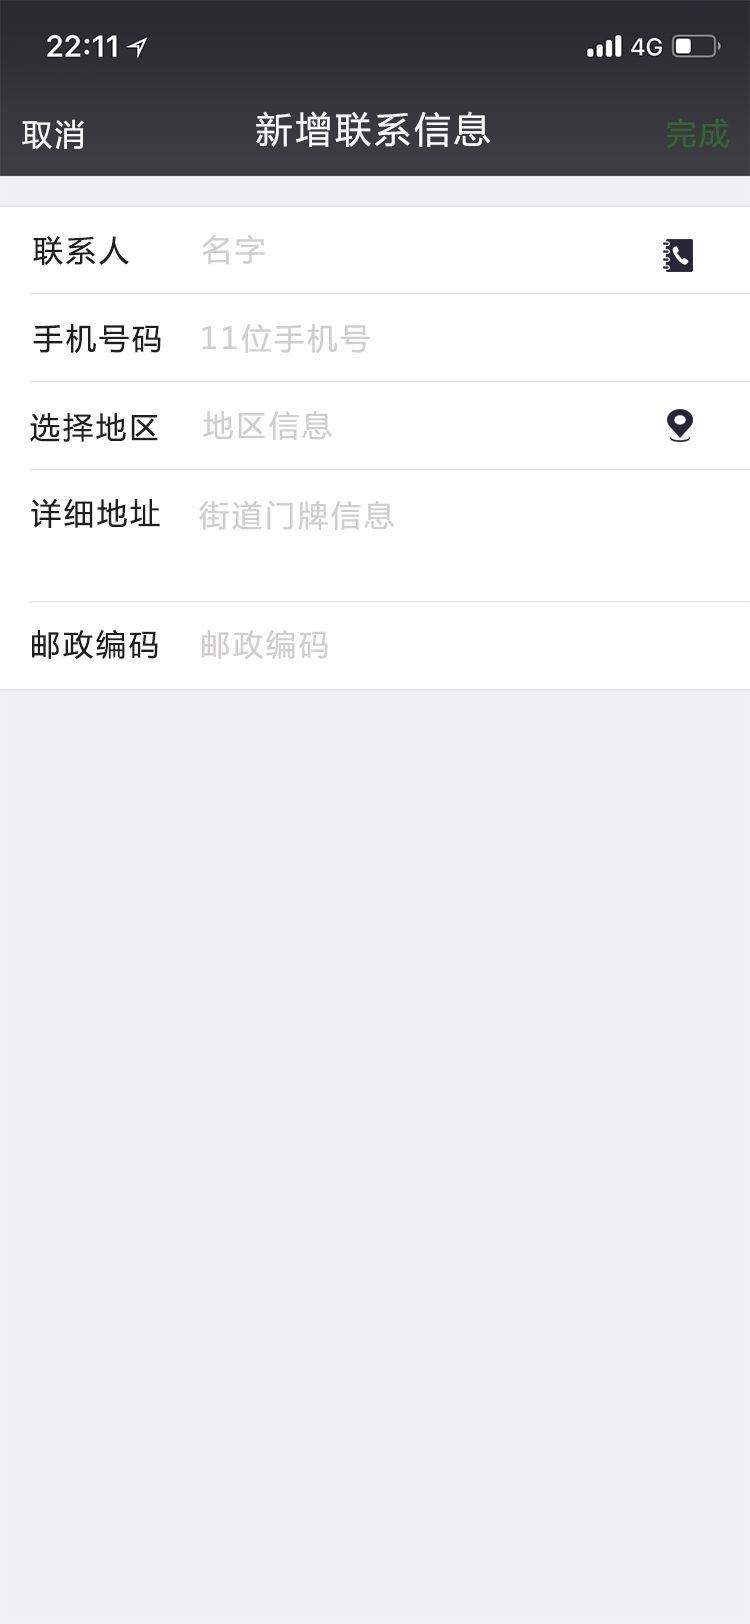 22:11 4G
取消 新增联系信息 完成
联系人 名字
手机号码 11位手机号
选择地区 地区信息
详细地址 街道门牌信息
邮政编码 邮政编码